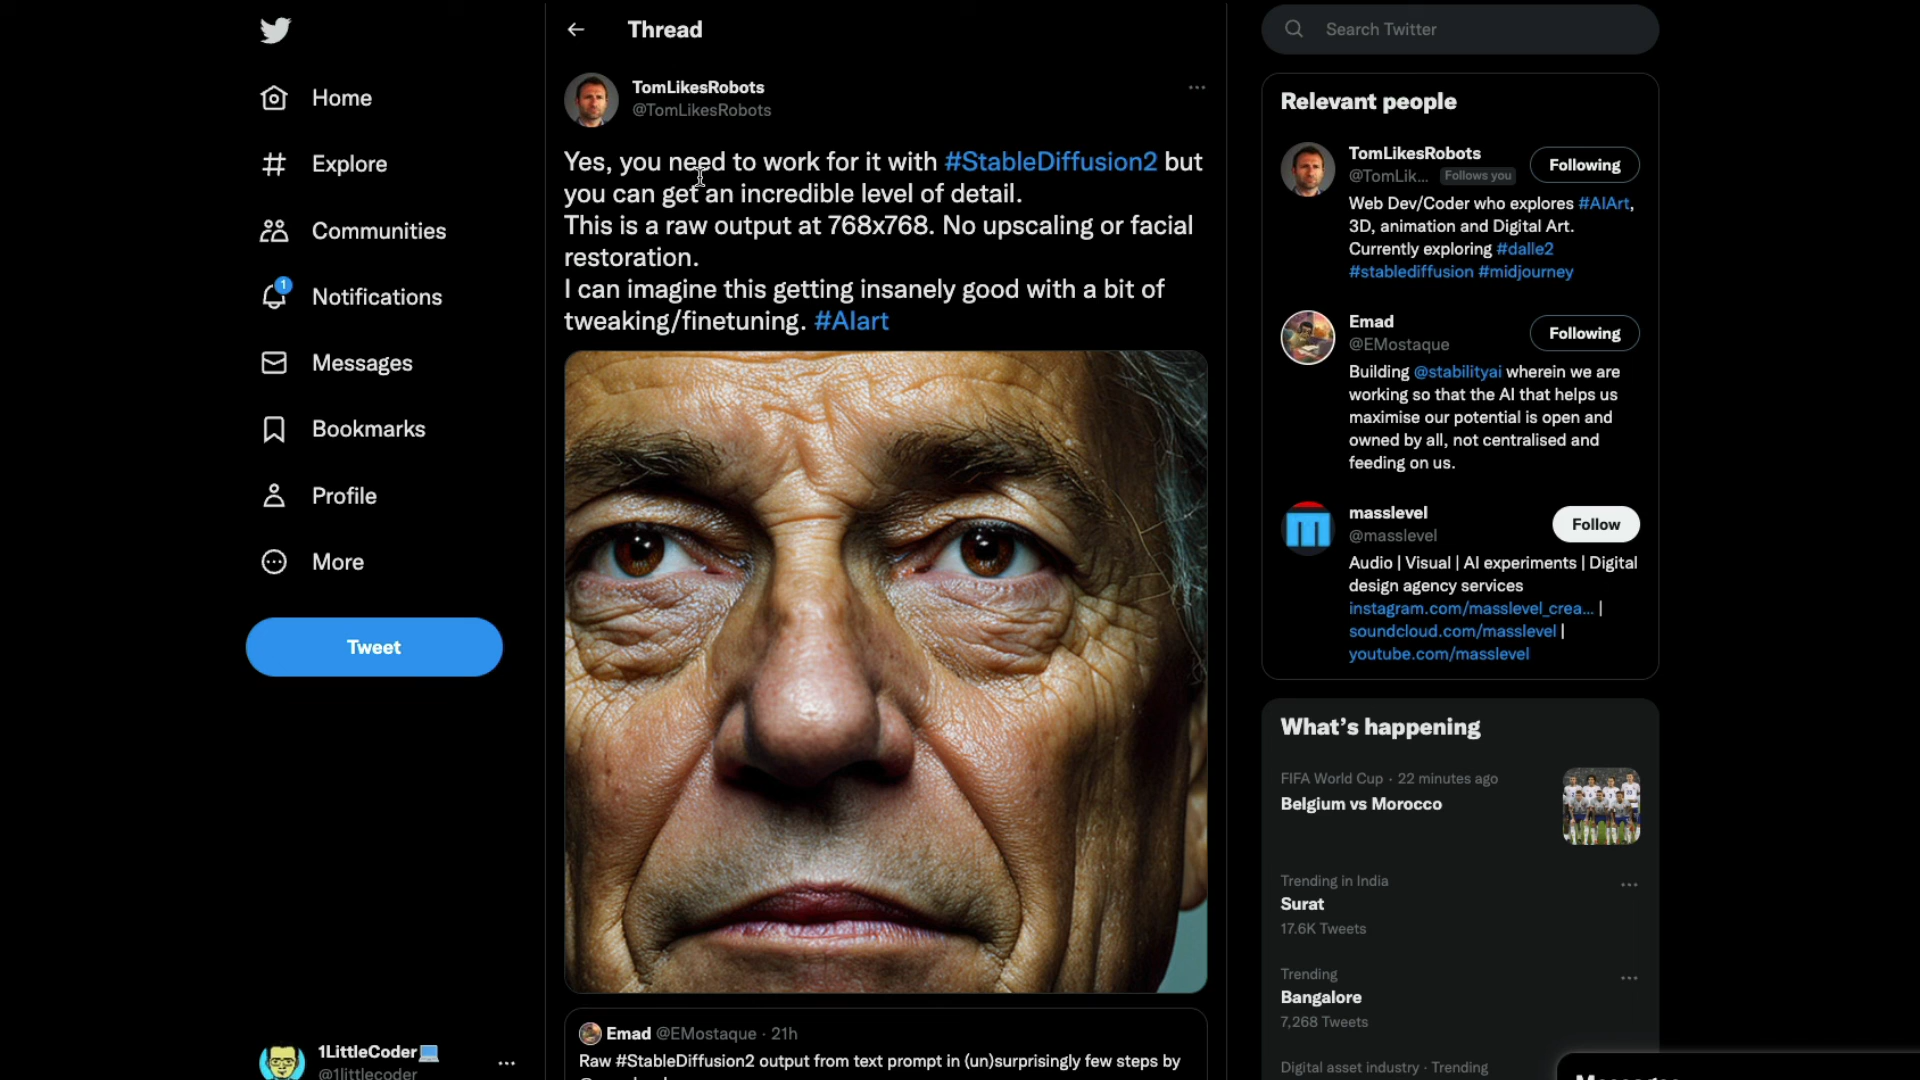 Home
Explore
Communities
1
Notifications
Messages
Bookmarks
Profile
More
Tweet
1LittleCoder
@1littlecoder
Thread
TomLikesRobots
@TomLikesRobots
Yes, you need to work for it with #StableDiffusion2 but
you can get an incredible level of detail.
This is a raw output at 768x768. No upscaling or facial
restoration.
I can imagine this getting insanely good with a bit of
tweaking/finetuning. #AIart
Emad @EMostaque · 21h
Raw #StableDiffusion2 output from text prompt in (un)surprisingly few steps by
Search Twitter
Relevant people
TomLikesRobots
@TomLik... Follows you
Following
Web Dev/Coder who explores #AIArt,
3D, animation and Digital Art.
Currently exploring #dalle2
#stablediffusion #midjourney
Emad
@EMostaque
Following
Building @stabilityai wherein we are
working so that the AI that helps us
maximise our potential is open and
owned by all, not centralised and
feeding on us.
masslevel
@masslevel
Follow
Audio | Visual | AI experiments | Digital
design agency services
instagram.com/masslevel_crea... |
soundcloud.com/masslevel |
youtube.com/masslevel
What's happening
FIFA World Cup · 22 minutes ago
Belgium vs Morocco
Trending in India
Surat
17.6K Tweets
Trending
Bangalore
7,268 Tweets
Digital asset industry · Trending